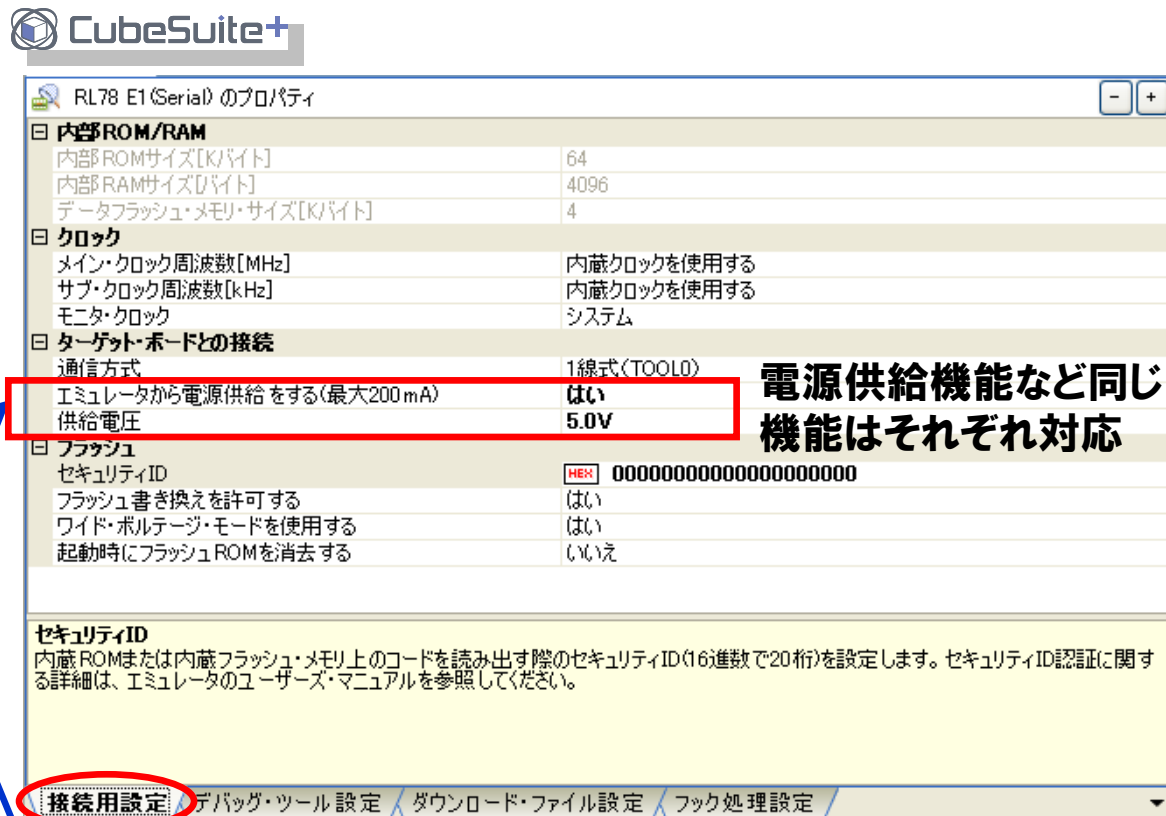 CubeSuite+
RL78 E1(Serial) のプロパティ
内部ROM/RAM
内部ROMサイズ[Kバイト] 64
内部RAMサイズ[バイト] 4096
データフラッシュ・メモリ・サイズ[Kバイト] 4
クロック
メイン・クロック周波数[MHz] 内蔵クロックを使用する
サブ・クロック周波数[kHz] 内蔵クロックを使用する
モニタ・クロック システム
ターゲット・ボードとの接続
通信方式 1線式(TOOL0)
エミュレータから電源供給をする(最大200mA) はい
供給電圧 5.0V
電源供給機能など同じ
機能はそれぞれ対応
フラッシュ
セキュリティID HEX 00000000000000000000
フラッシュ書き換えを許可する はい
ワイド・ボルテージ・モードを使用する はい
起動時にフラッシュROMを消去する いいえ
セキュリティID
内蔵ROMまたは内蔵フラッシュ・メモリ上のコードを読み出す際のセキュリティID(16進数で20桁)を設定します。セキュリティID認証に関す
る詳細は、エミュレータのユーザーズ・マニュアルを参照してください。
接続用設定 デバッグ・ツール設定 ダウンロード・ファイル設定 フック処理設定